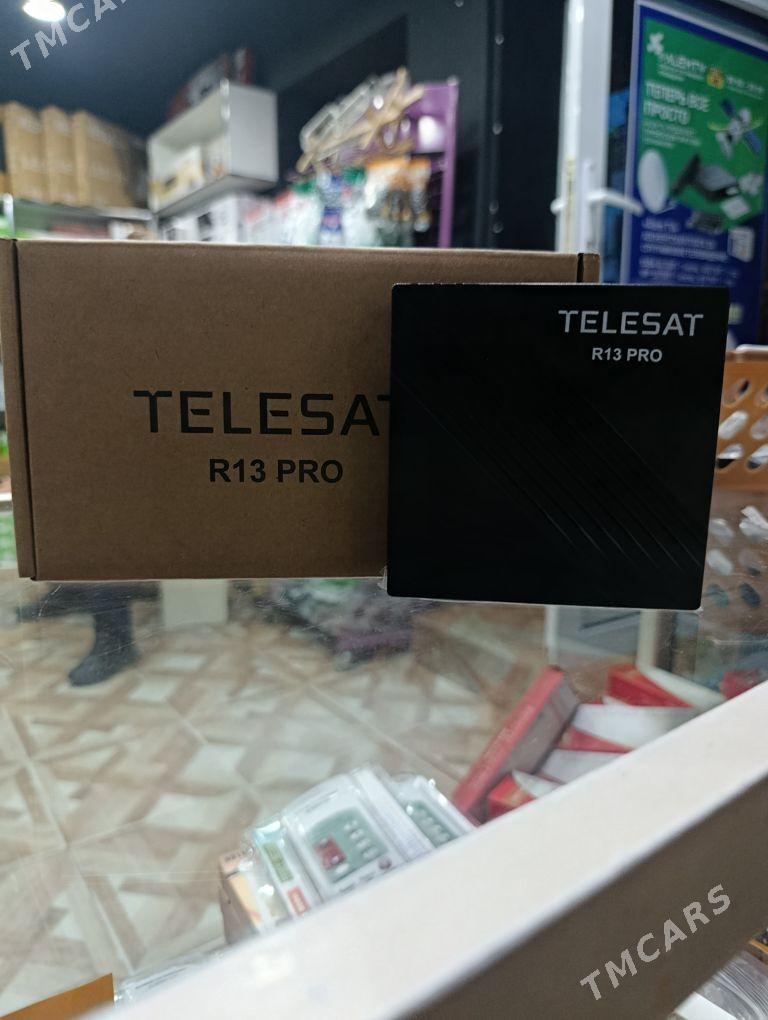 TMCARS
ТЕПЕРЬ ВСЕ
ПРОСТО
TELESAT
R13 PRO
TELESAT
R13 PRO
TMCARS